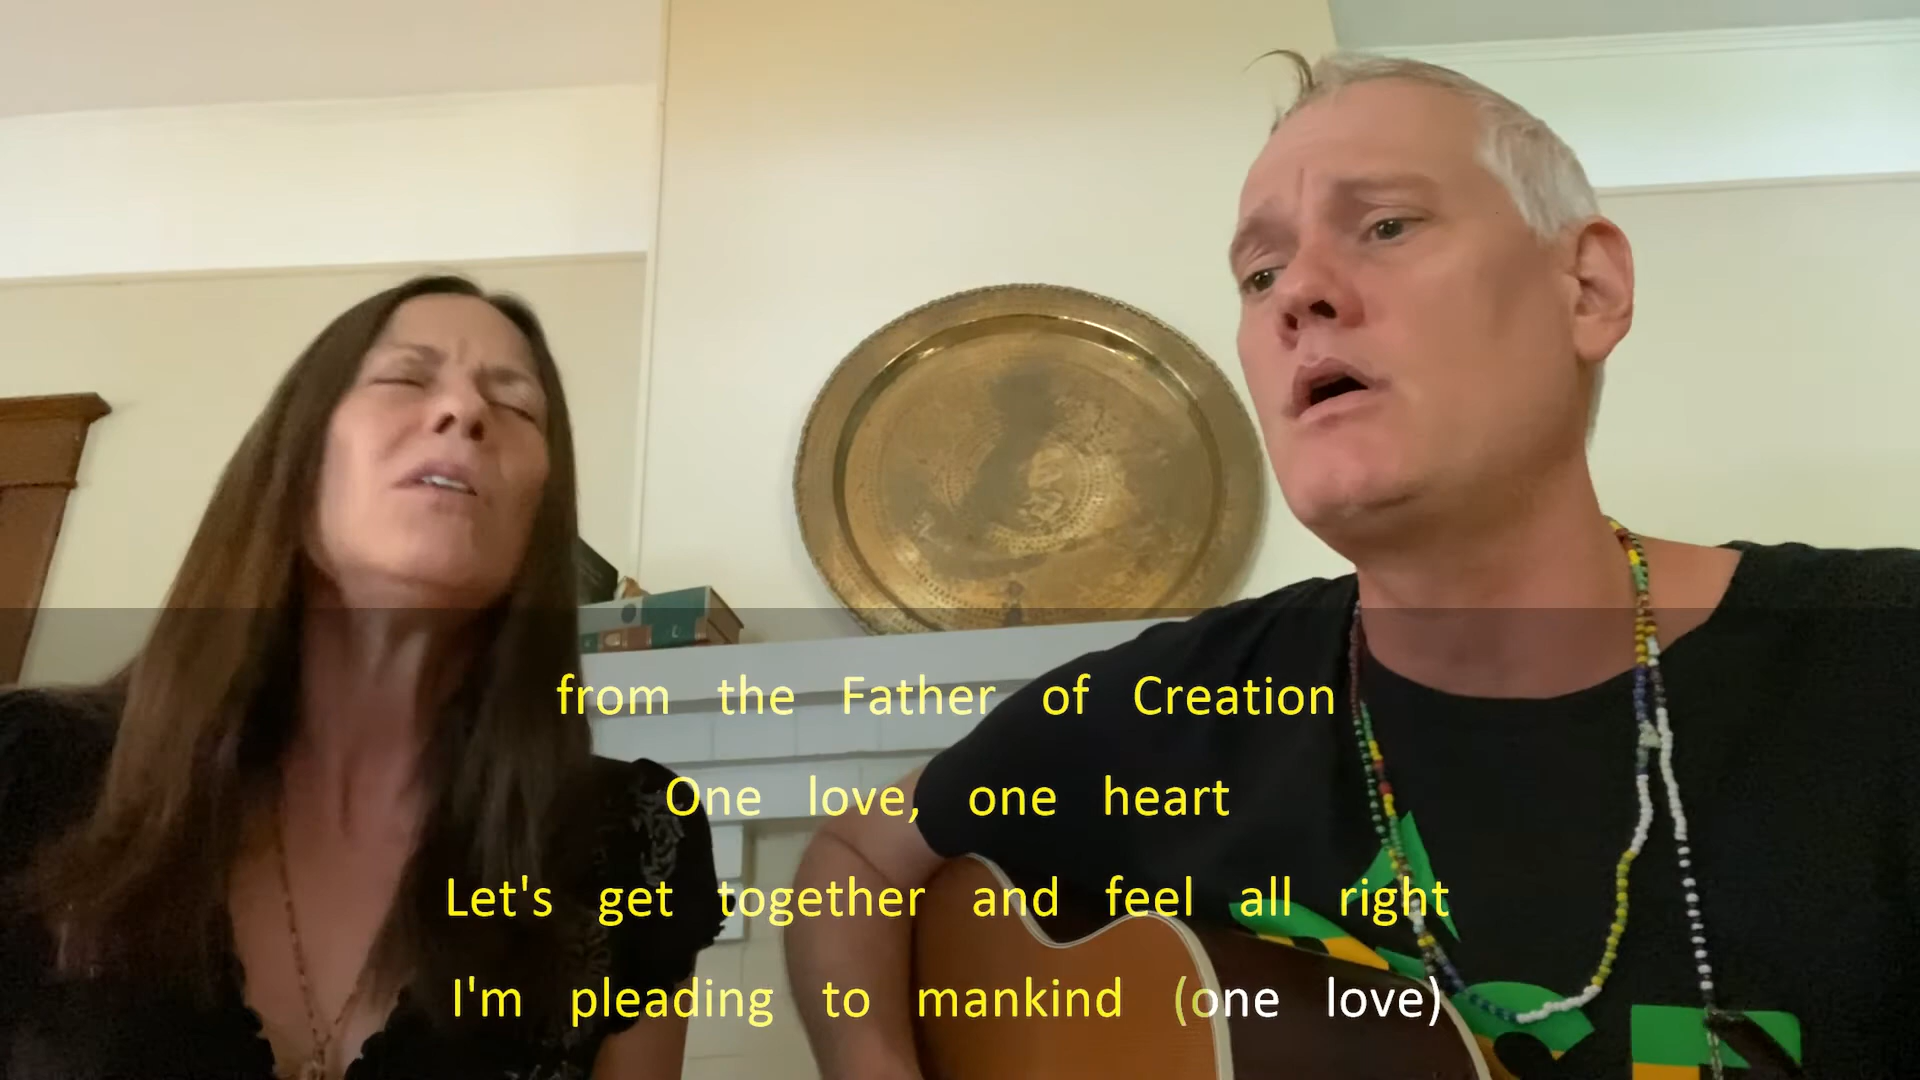 from the Father of Creation
One love, one heart
Let's get together and feel all right
I'm pleading to mankind (one love)